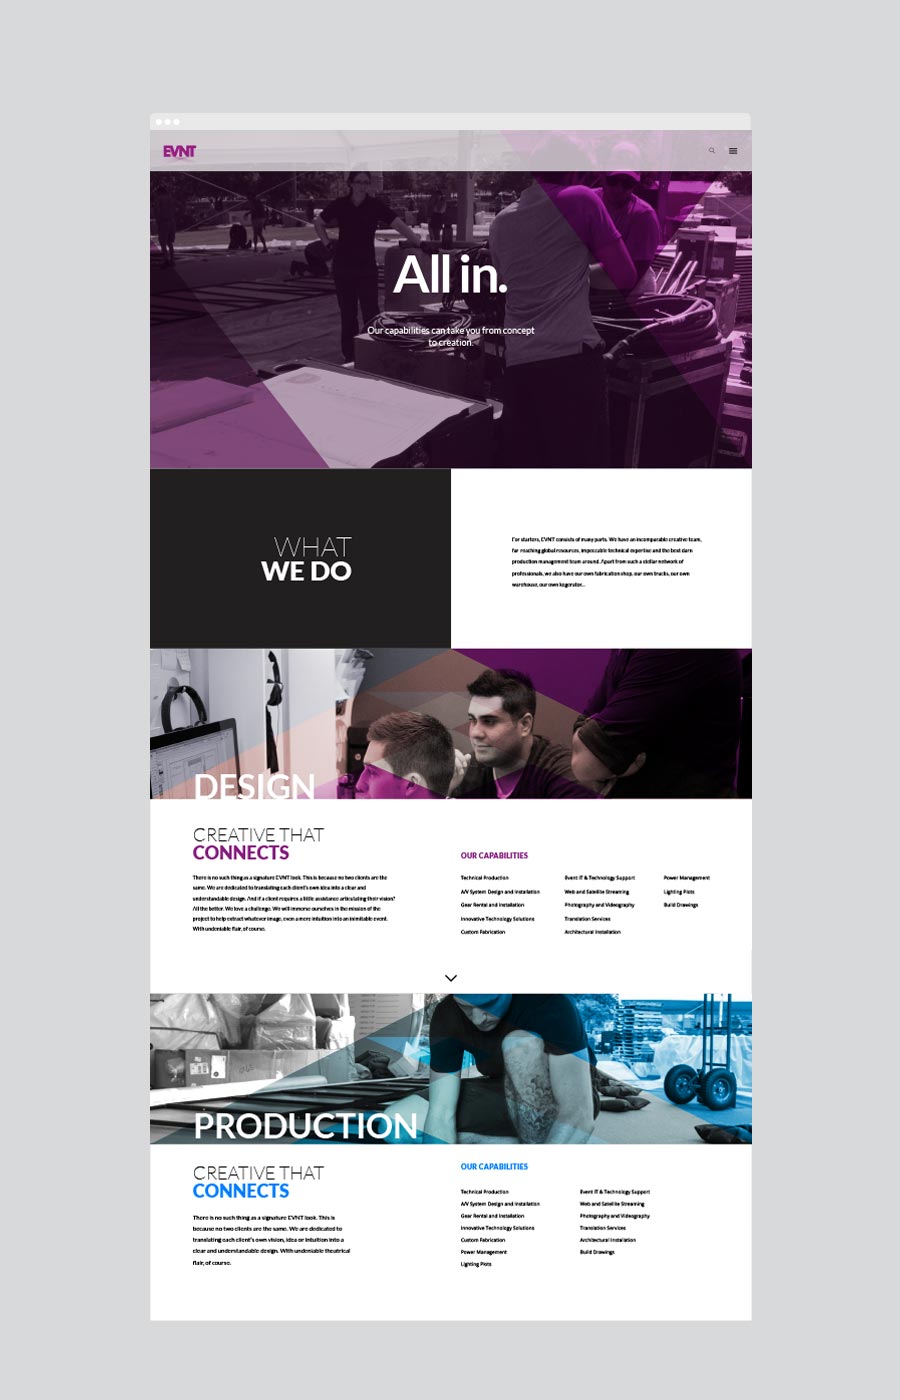 EVNT
All in.
Our capabilities can take you from concept
to creation.
WHAT
WE DO
For starters, EVNT consists of many parts. We have an incomparable creative team,
far reaching global resources, impeccable technical expertise and the best darn
production management team around. Apart from such a stellar network of
professionals, we also have our own fabrication shop, our own trucks, our own
warehouse, our own kegerator...
DESIGN
CREATIVE THAT
CONNECTS
There is no such thing as a signature EVNT look. This is because no two clients are the
same. We are dedicated to translating each client's own idea into a clear and
understandable design. And if a client requires a little assistance articulating their vision?
All the better. We love a challenge. We will immerse ourselves in the mission of the
project to help extract whatever image, even a mere intuition into an inimitable event.
With undeniable flair, of course.
OUR CAPABILITIES
Technical Production
A/V System Design and Installation
Gear Rental and Installation
Innovative Technology Solutions
Custom Fabrication
Event IT & Technology Support
Web and Satellite Streaming
Photography and Videography
Translation Services
Architectural Installation
Power Management
Lighting Plots
Build Drawings
PRODUCTION
CREATIVE THAT
CONNECTS
There is no such thing as a signature EVNT look. This is
because no two clients are the same. We are dedicated to
translating each client's own vision, idea or intuition into a
clear and understandable design. With undeniable theatrical
flair, of course.
OUR CAPABILITIES
Technical Production
A/V System Design and Installation
Gear Rental and Installation
Innovative Technology Solutions
Custom Fabrication
Power Management
Lighting Plots
Event IT & Technology Support
Web and Satellite Streaming
Photography and Videography
Translation Services
Architectural Installation
Build Drawings